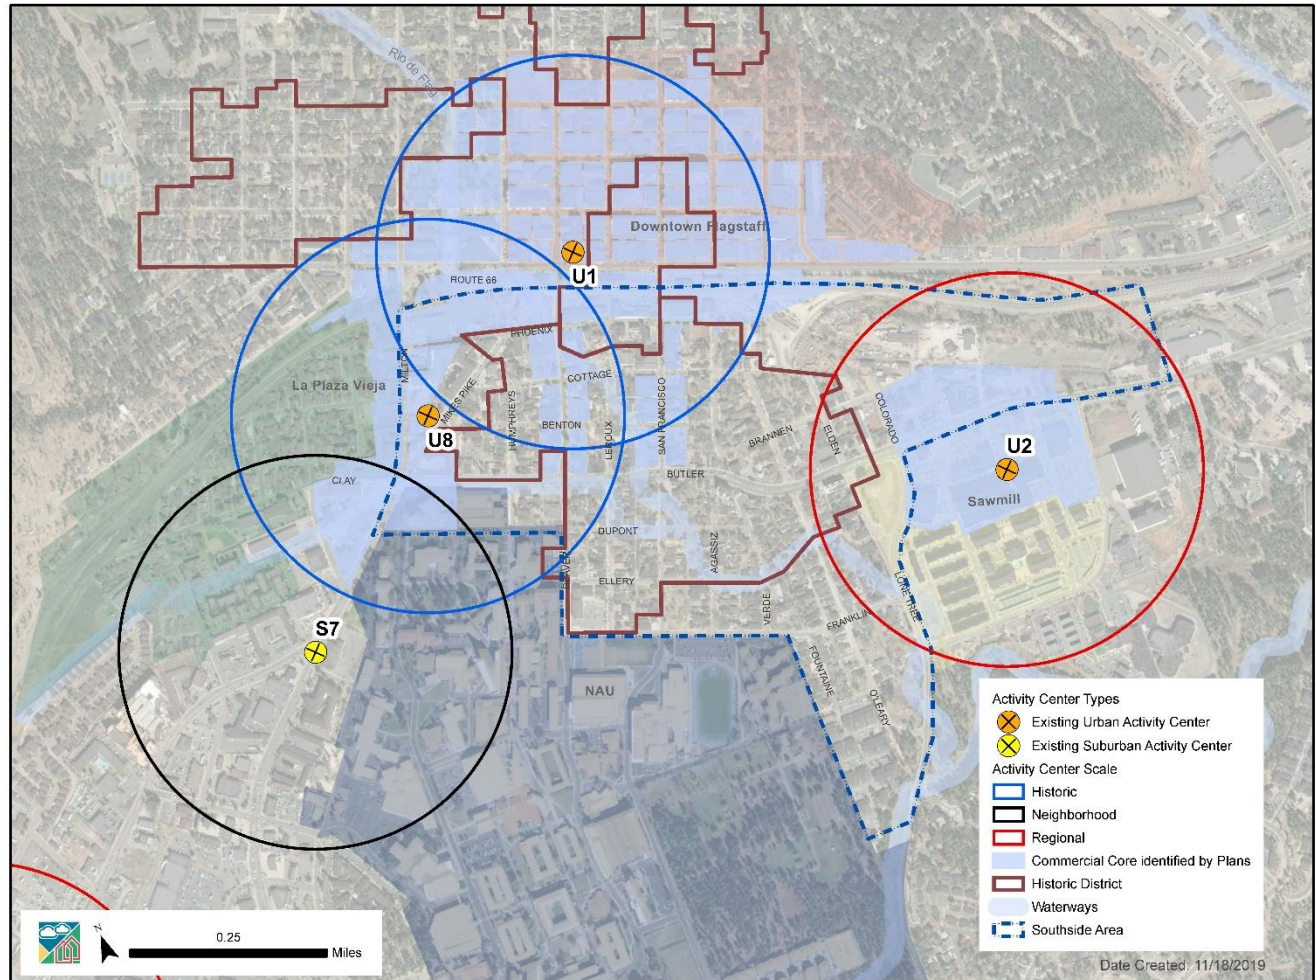 Rio de Flag
Downtown Flagstaff
U1
ROUTE 66
PHOENIX
MILTON
La Plaza Vieja
MIKES PIKE
COTTAGE
HUMPHREYS
SAN FRANCISCO
COLORADO
U8
BENTON
LEROUX
BRANNEN
ELDEN
U2
BUTLER
CLAY
Sawmill
DUPONT
AGASSIZ
BEAVER
ELLERY
LONE TREE
VERDE
FRANKLIN
S7
FOUNTAINE
O'LEARY
NAU
Activity Center Types
Existing Urban Activity Center
Existing Suburban Activity Center
Activity Center Scale
Historic
Neighborhood
Regional
Commercial Core identified by Plans
Historic District
Waterways
Southside Area
N
0.25
Miles
Date Created: 11/18/2019